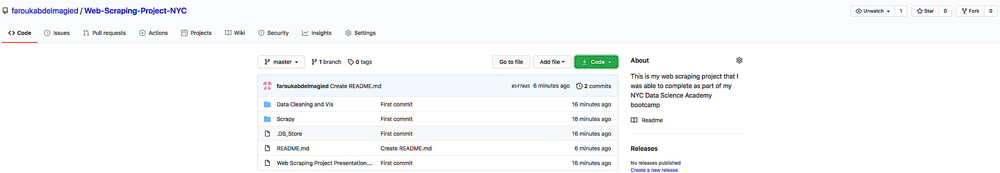 faroukabdelmagied / Web-Scraping-Project-NYC
Unwatch 1 Star 0 Fork 0
Code Issues Pull requests Actions Projects Wiki Security Insights Settings
master 1 branch 0 tags Go to file Add file Code
faroukabdelmagied Create README.md 05f78d5 6 minutes ago 2 commits
Data Cleaning and Vis First commit 16 minutes ago
Scrapy First commit 16 minutes ago
.DS_Store First commit 16 minutes ago
README.md Create README.md 6 minutes ago
Web Scraping Project Presentation.... First commit 16 minutes ago
About
This is my web scraping project that I
was able to complete as part of my
NYC Data Science Academy
bootcamp
Readme
Releases
No releases published
Create a new release